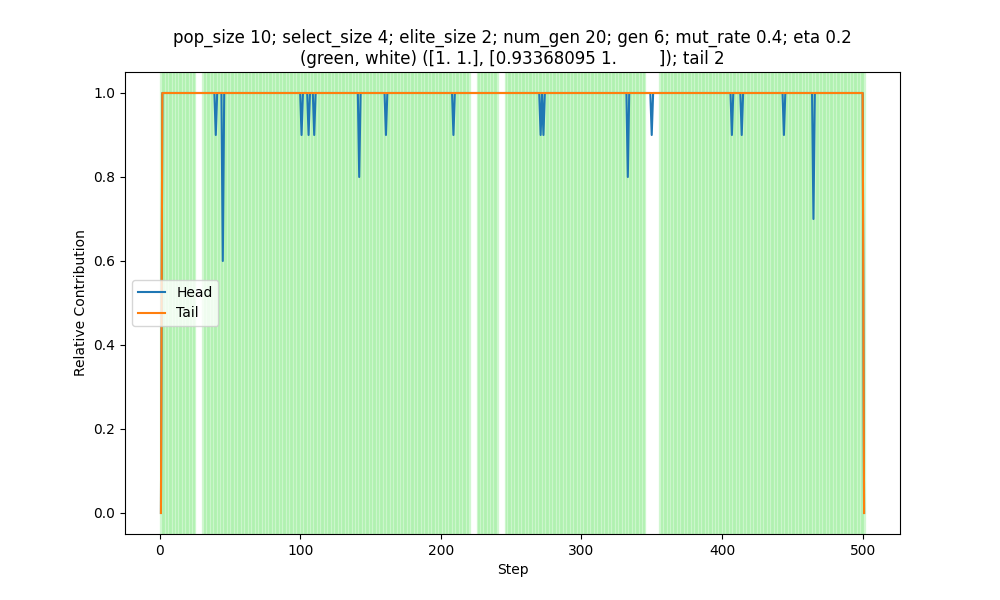 pop_size 10; select_size 4; elite_size 2; num_gen 20; gen 6; mut_rate 0.4; eta 0.2
(green, white) ([1. 1.], [0.93368095 1.        ]); tail 2
1.0
0.8
0.6
0.4
0.2
0.0
Relative Contribution
Head
Tail
0
100
200
300
400
500
Step